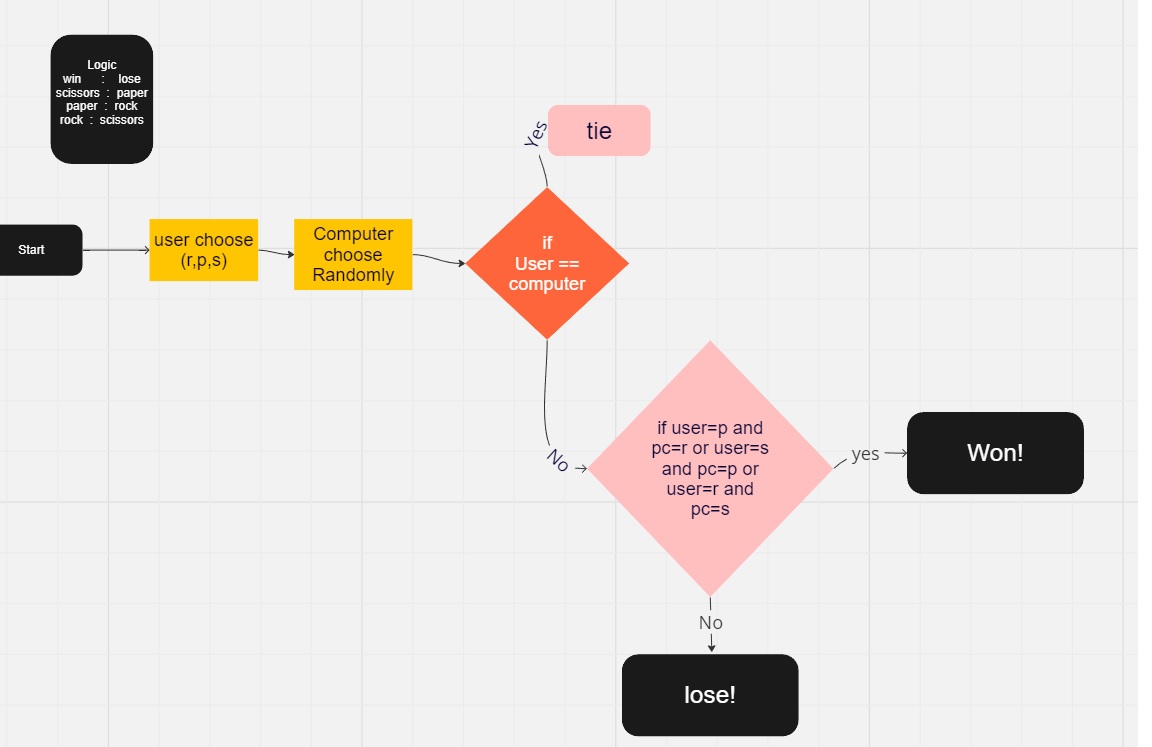 Logic
win : lose
scissors : paper
paper : rock
rock : scissors
Yes
tie
Start
user choose
(r,p,s)
Computer
choose
Randomly
if
User ==
computer
No
if user=p and
pc=r or user=s
and pc=p or
user=r and
pc=s
yes
Won!
No
lose!